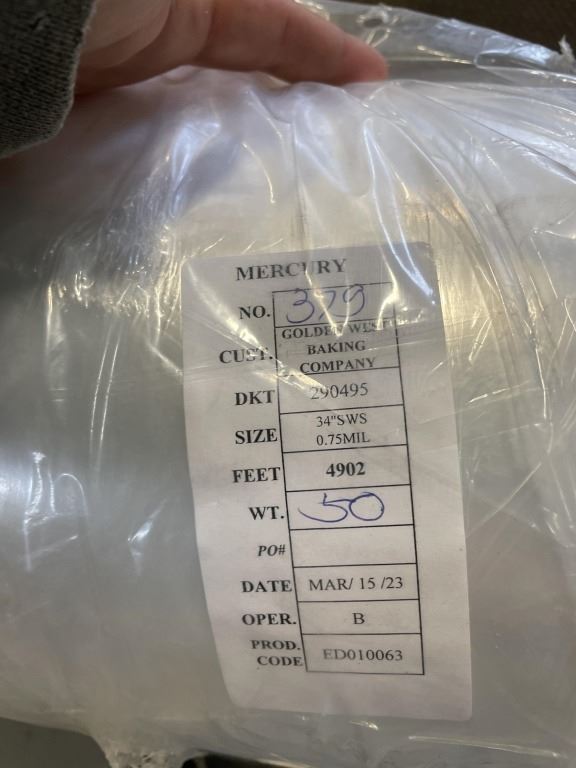 MERCURY
NO. 379
CUST. GOLDEN WEST
BAKING
COMPANY
DKT 290495
SIZE 34"SWS
0.75MIL
FEET 4902
WT. 50
PO#
DATE MAR/ 15 /23
OPER. B
PROD. CODE ED010063